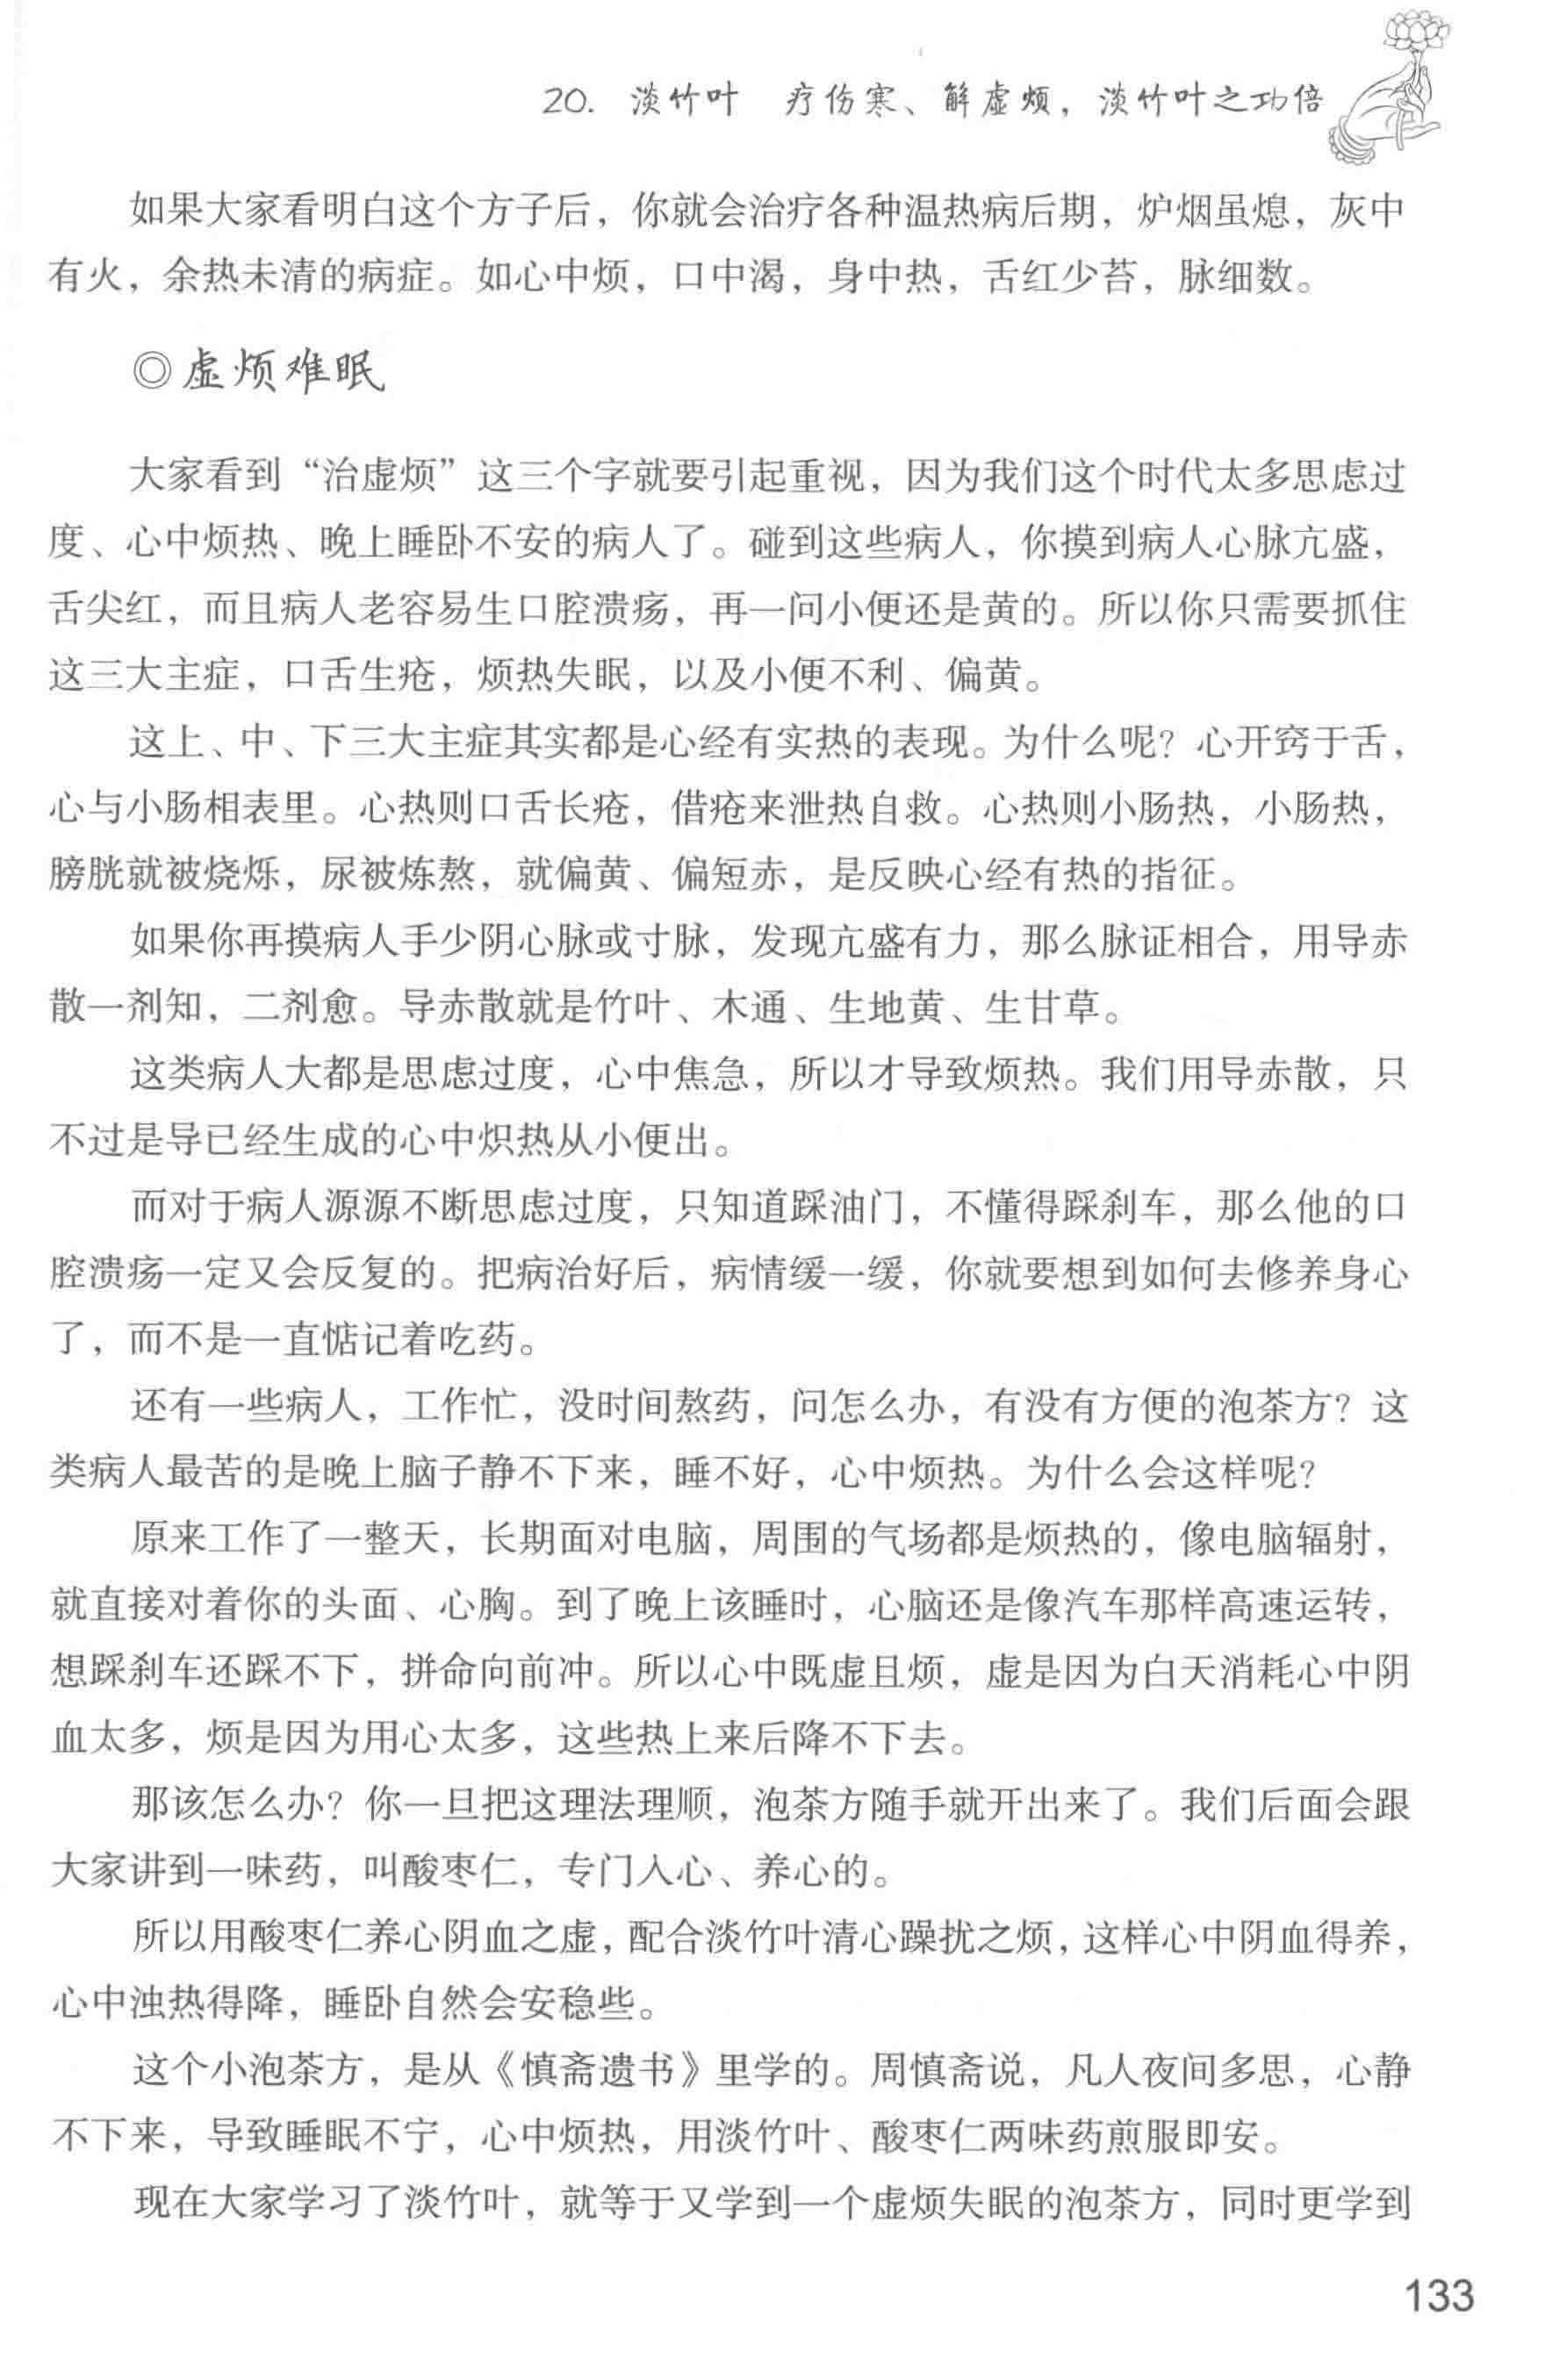 20. 淡竹叶 疗伤寒、解虚烦，淡竹叶之功倍
如果大家看明白这个方子后，你就会治疗各种温热病后期，炉烟虽熄，灰中
有火，余热未清的病症。如心中烦，口中渴，身中热，舌红少苔，脉细数。
◎虚烦难眠
大家看到“治虚烦”这三个字就要引起重视，因为我们这个时代太多思虑过
度、心中烦热、晚上睡卧不安的病人了。碰到这些病人，你摸到病人心脉亢盛，
舌尖红，而且病人老容易生口腔溃疡，再一问小便还是黄的。所以你只需要抓住
这三大主症，口舌生疮，烦热失眠，以及小便不利、偏黄。
这上、中、下三大主症其实都是心经有实热的表现。为什么呢？心开窍于舌，
心与小肠相表里。心热则口舌长疮，借疮来泄热自救。心热则小肠热，小肠热，
膀胱就被烧烁，尿被炼熬，就偏黄、偏短赤，是反映心经有热的指征。
如果你再摸病人手少阴心脉或寸脉，发现亢盛有力，那么脉证相合，用导赤
散一剂知，二剂愈。导赤散就是竹叶、木通、生地黄、生甘草。
这类病人大都是思虑过度，心中焦急，所以才导致烦热。我们用导赤散，只
不过是导已经生成的心中炽热从小便出。
而对于病人源源不断思虑过度，只知道踩油门，不懂得踩刹车，那么他的口
腔溃疡一定又会反复的。把病治好后，病情缓一缓，你就要想到如何去修养身心
了，而不是一直惦记着吃药。
还有一些病人，工作忙，没时间熬药，问怎么办，有没有方便的泡茶方？这
类病人最苦的是晚上脑子静不下来，睡不好，心中烦热。为什么会这样呢？
原来工作了一整天，长期面对电脑，周围的气场都是烦热的，像电脑辐射，
就直接对着你的头面、心胸。到了晚上该睡时，心脑还是像汽车那样高速运转，
想踩刹车还踩不下，拼命向前冲。所以心中既虚且烦，虚是因为白天消耗心中阴
血太多，烦是因为用心太多，这些热上来后降不下去。
那该怎么办？你一旦把这理法理顺，泡茶方随手就开出来了。我们后面会跟
大家讲到一味药，叫酸枣仁，专门入心、养心的。
所以用酸枣仁养心阴血之虚，配合淡竹叶清心躁扰之烦，这样心中阴血得养，
心中浊热得降，睡卧自然会安稳些。
这个小泡茶方，是从《慎斋遗书》里学的。周慎斋说，凡人夜间多思，心静
不下来，导致睡眠不宁，心中烦热，用淡竹叶、酸枣仁两味药煎服即安。
现在大家学习了淡竹叶，就等于又学到一个虚烦失眠的泡茶方，同时更学到
133